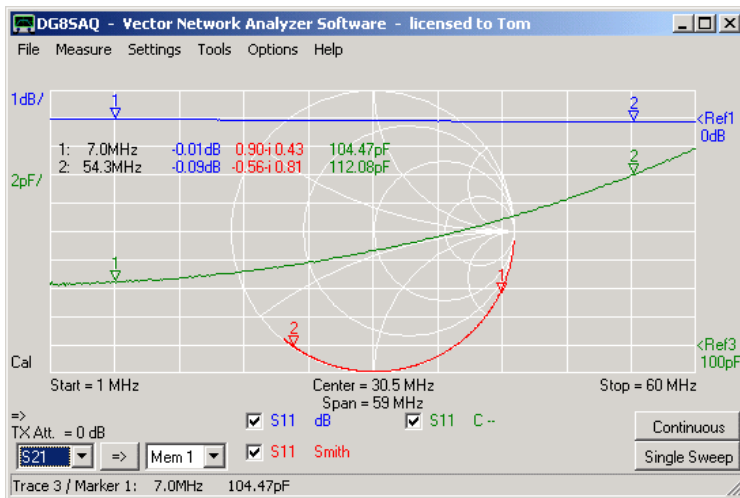 DG8SAQ - Vector Network Analyzer Software - licensed to Tom
File Measure Settings Tools Options Help
1dB/ 1 2 <Ref1
0dB
1: 7.0MHz -0.01dB 0.90-i 0.43 104.47pF
2: 54.3MHz -0.09dB -0.56-i 0.81 112.08pF
2pF/ 2
1 1
2
Cal <Ref3
100pF
Start = 1 MHz Center = 30.5 MHz Stop = 60 MHz
Span = 59 MHz
=>
TX Att. = 0 dB S11 dB S11 C -- Continuous
S21 => Mem 1 S11 Smith Single Sweep
Trace 3 / Marker 1: 7.0MHz 104.47pF